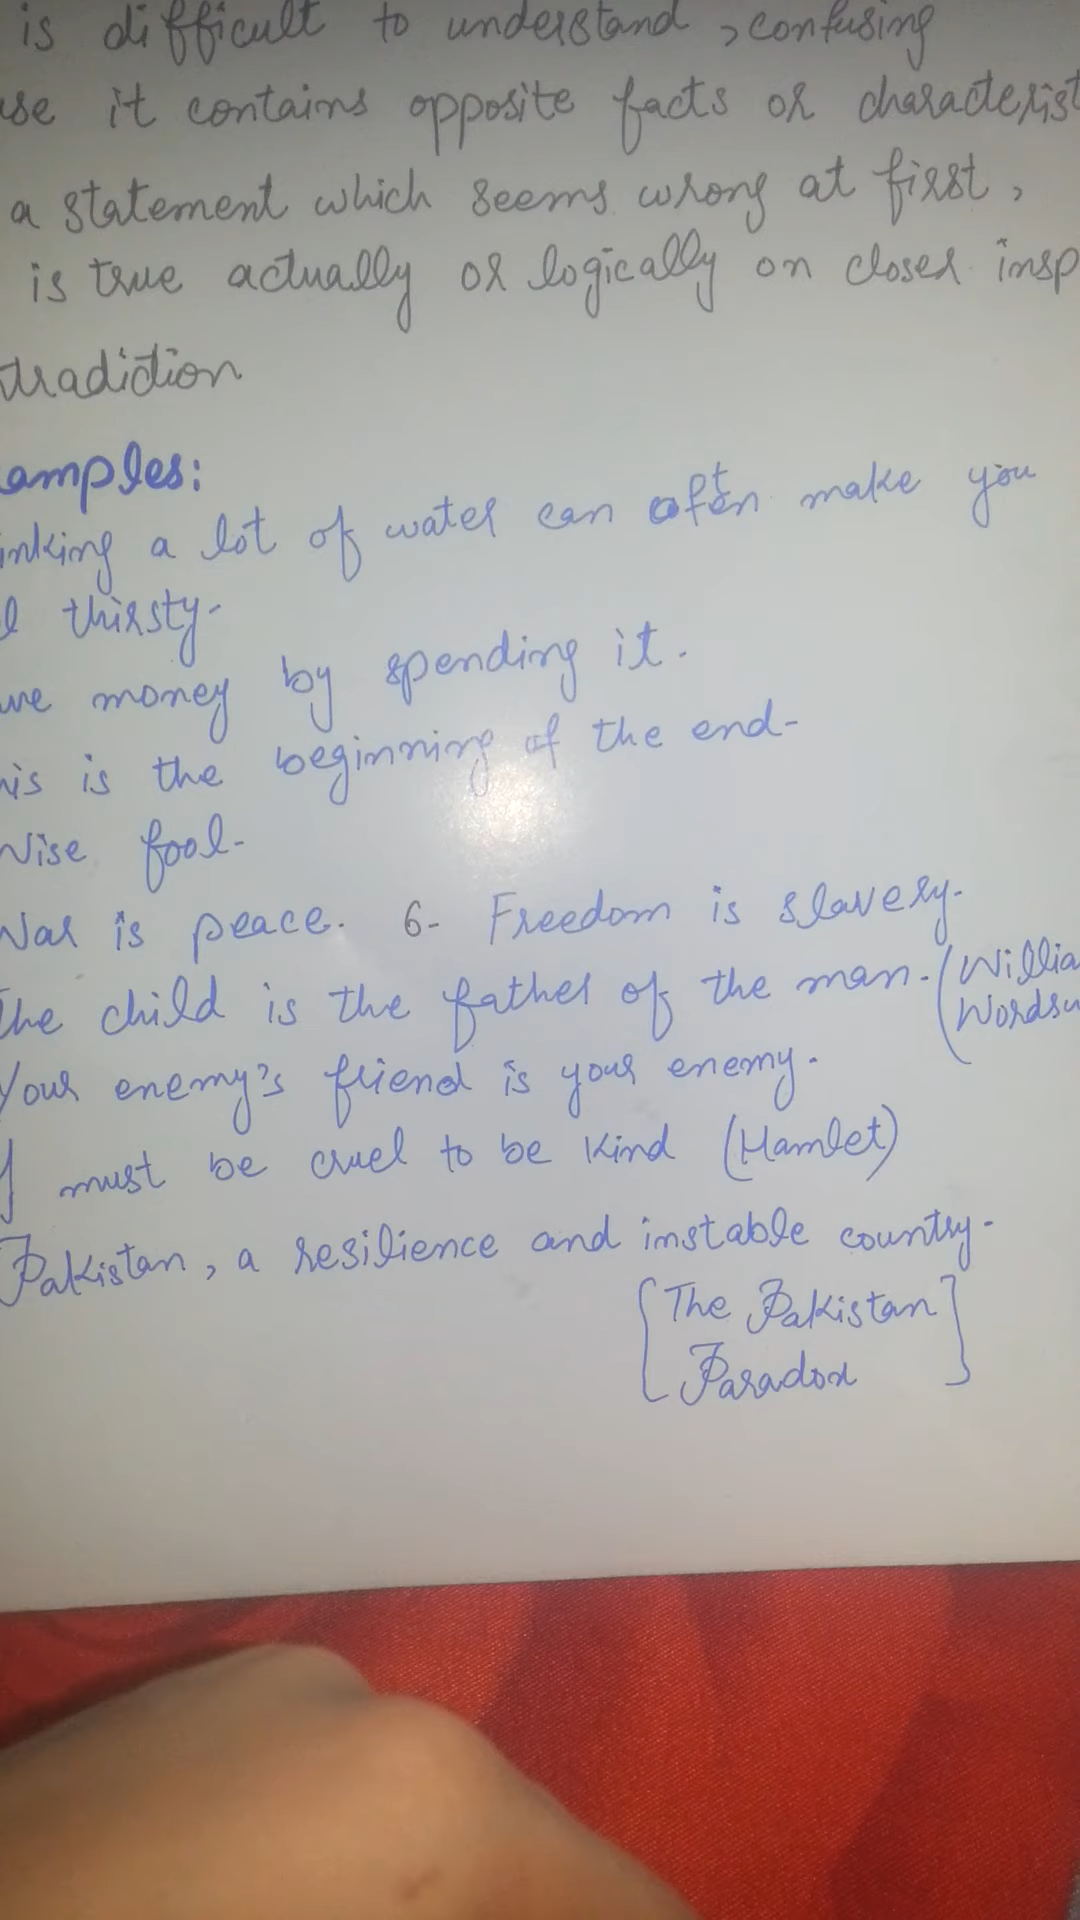 is difficult to understand, confusing
use it contains opposite facts or characterist
a statement which seems wrong at first,
is true actually or logically on closer insp
tradiction
amples:
inking a lot of water can often make you
l thirsty.
ve money by spending it.
his is the beginning of the end-
Wise fool-
War is peace. 6- Freedom is slavery.
The child is the father of the man. (Willia
Wordsw
Your enemy's friend is your enemy.
I must be cruel to be kind (Hamlet)
Pakistan, a resilience and instable country-
[The Pakistan
Paradox]